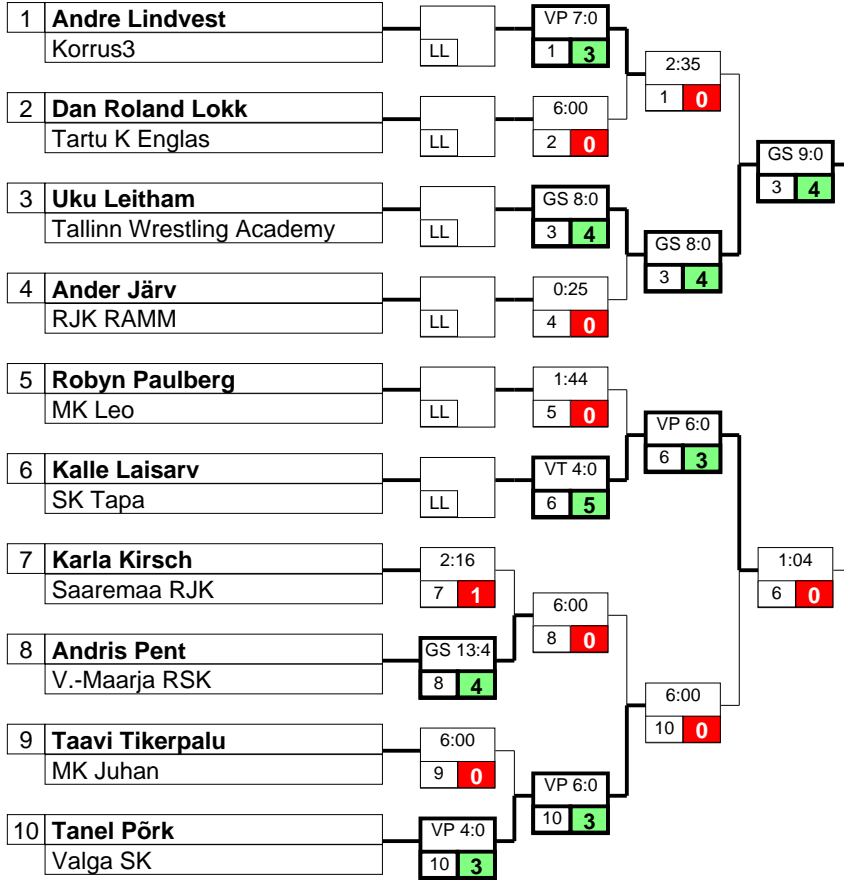 1 Andre Lindvest
Korrus3
LL
VP 7:0
1 3
2:35
1 0
2 Dan Roland Lokk
Tartu K Englas
LL
6:00
2 0
GS 9:0
3 4
3 Uku Leitham
Tallinn Wrestling Academy
LL
GS 8:0
3 4
GS 8:0
3 4
4 Ander Järv
RJK RAMM
LL
0:25
4 0
5 Robyn Paulberg
MK Leo
LL
1:44
5 0
VP 6:0
6 3
6 Kalle Laisarv
SK Tapa
LL
VT 4:0
6 5
7 Karla Kirsch
Saaremaa RJK
2:16
7 1
6:00
8 0
1:04
6 0
8 Andris Pent
V.-Maarja RSK
GS 13:4
8 4
6:00
10 0
9 Taavi Tikerpalu
MK Juhan
6:00
9 0
VP 6:0
10 3
10 Tanel Põrk
Valga SK
VP 4:0
10 3